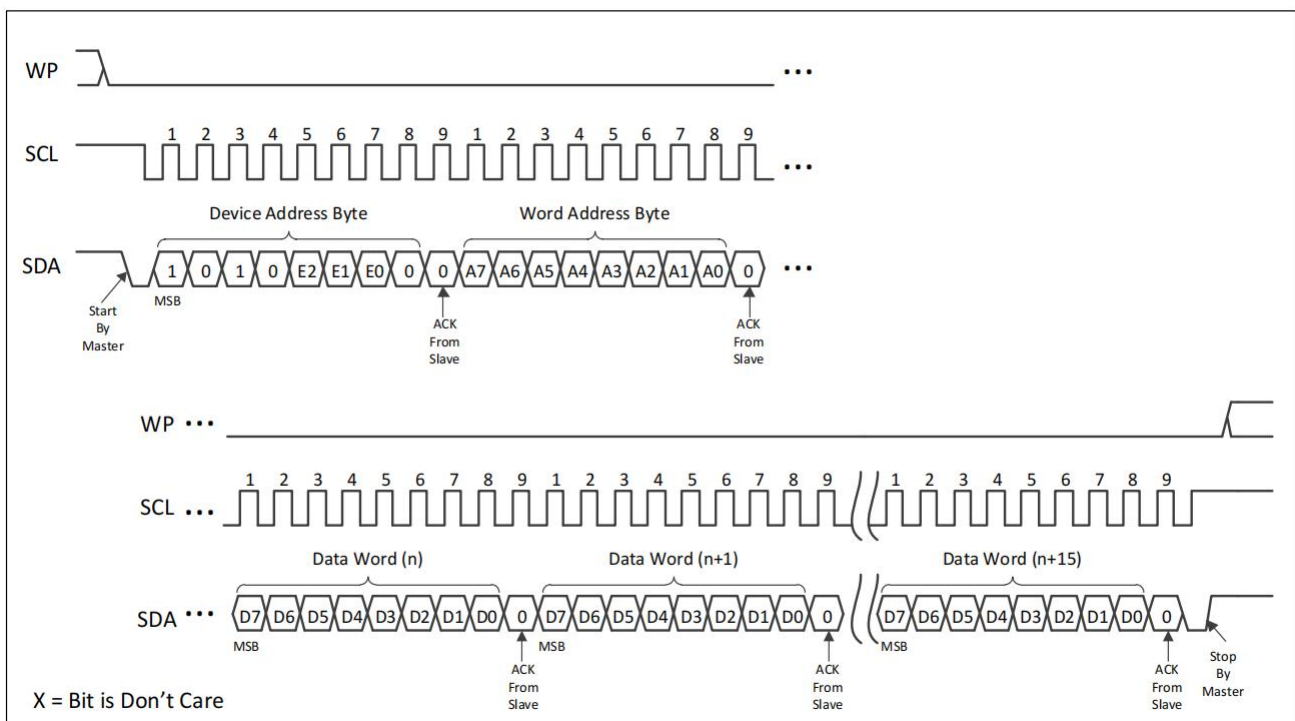 WP
...
1 2 3 4 5 6 7 8 9 1 2 3 4 5 6 7 8 9
SCL
...
Device Address Byte Word Address Byte
SDA 1 0 1 0 E2 E1 E0 0 0 A7 A6 A5 A4 A3 A2 A1 A0 0 ...
MSB
Start
By
Master
ACK
From
Slave
ACK
From
Slave
WP ...
1 2 3 4 5 6 7 8 9 1 2 3 4 5 6 7 8 9 1 2 3 4 5 6 7 8 9
SCL ...
Data Word (n) Data Word (n+1) Data Word (n+15)
SDA ... D7 D6 D5 D4 D3 D2 D1 D0 0 D7 D6 D5 D4 D3 D2 D1 D0 0 D7 D6 D5 D4 D3 D2 D1 D0 0
MSB MSB MSB
ACK
From
Slave
ACK
From
Slave
ACK
From
Slave
Stop
By
Master
X = Bit is Don't Care